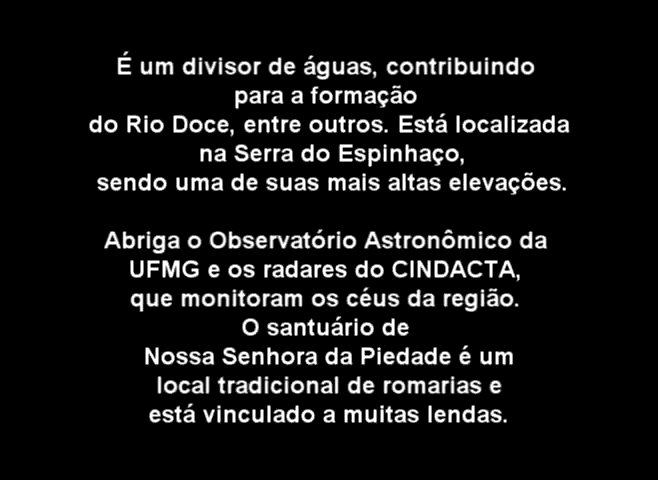 É um divisor de águas, contribuindo
para a formação
do Rio Doce, entre outros. Está localizada
na Serra do Espinhaço,
sendo uma de suas mais altas elevações.
Abriga o Observatório Astronômico da
UFMG e os radares do CINDACTA,
que monitoram os céus da região.
O santuário de
Nossa Senhora da Piedade é um
local tradicional de romarias e
está vinculado a muitas lendas.